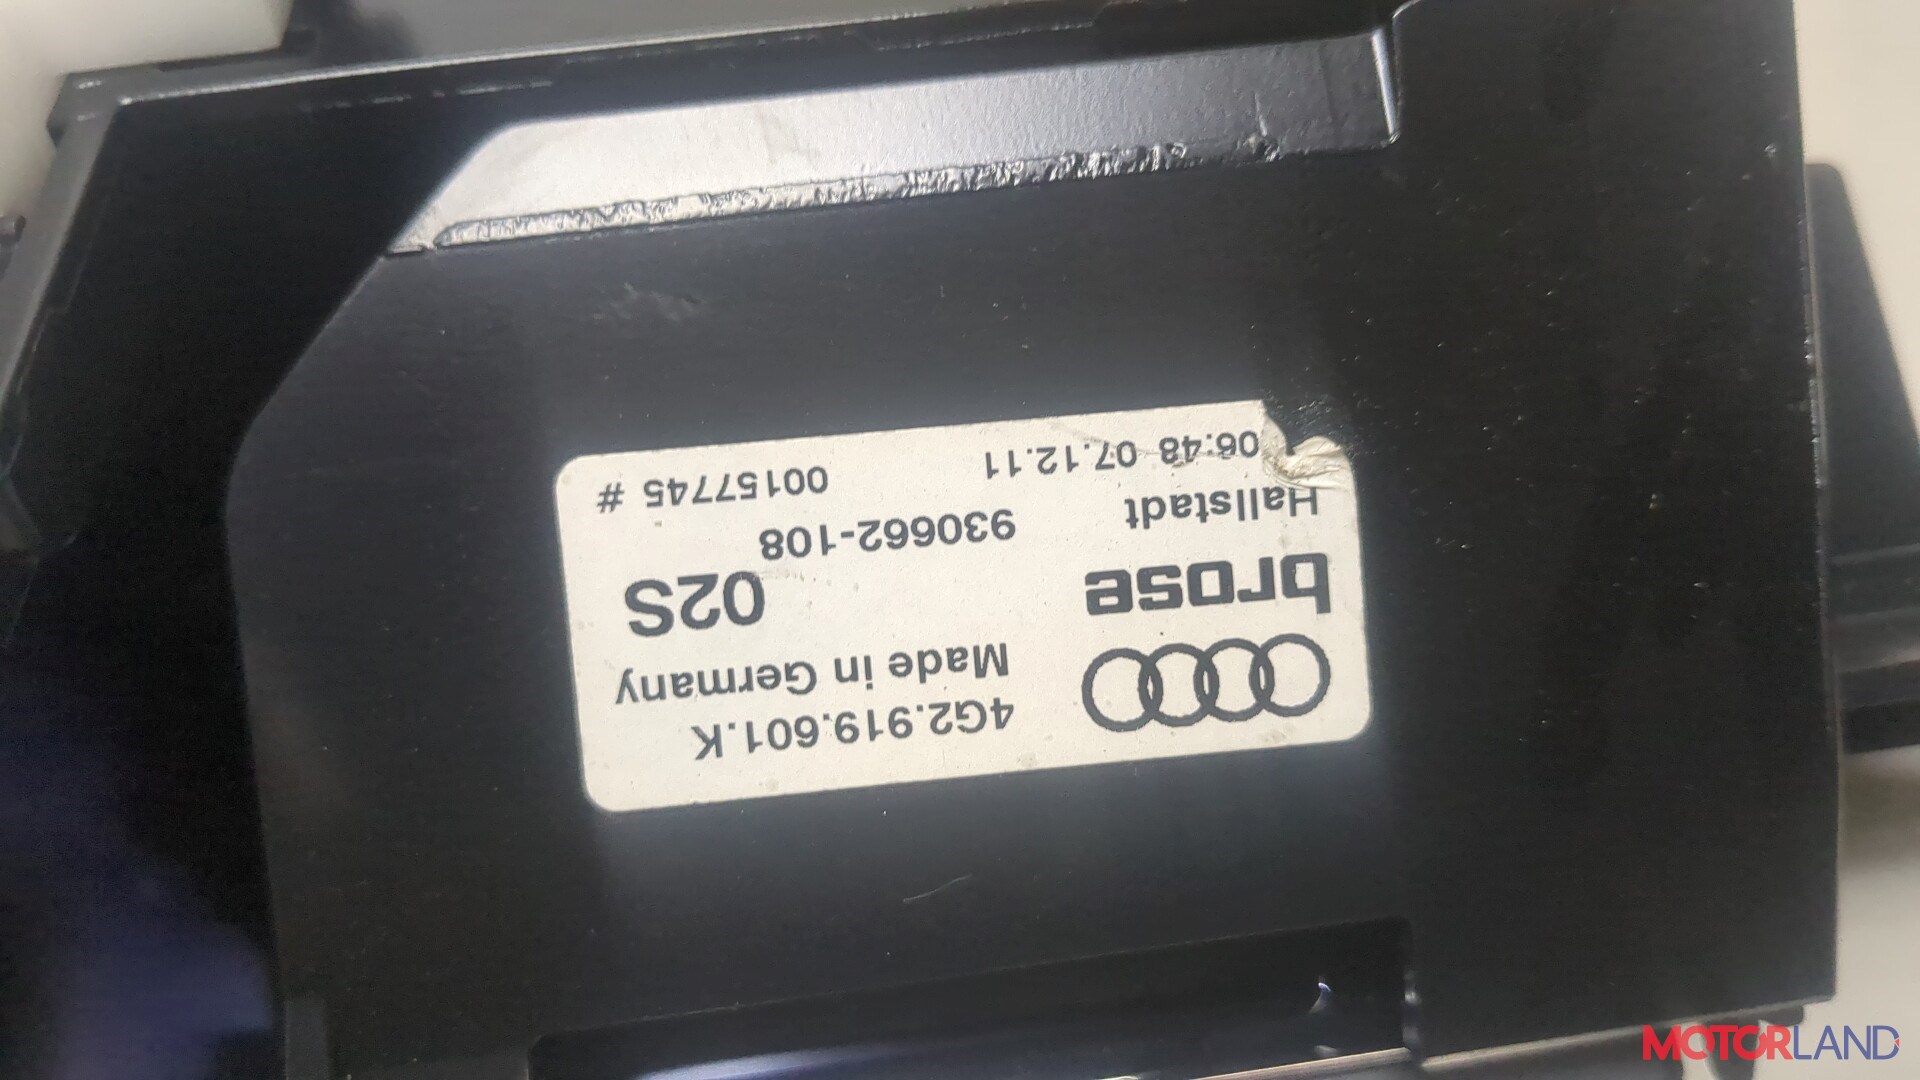 4G2.919.601.K
Made in Germany
02S
brose
930662-108
Hallstadt
06:48 07.12.11
00157745 #
MOTORLAND